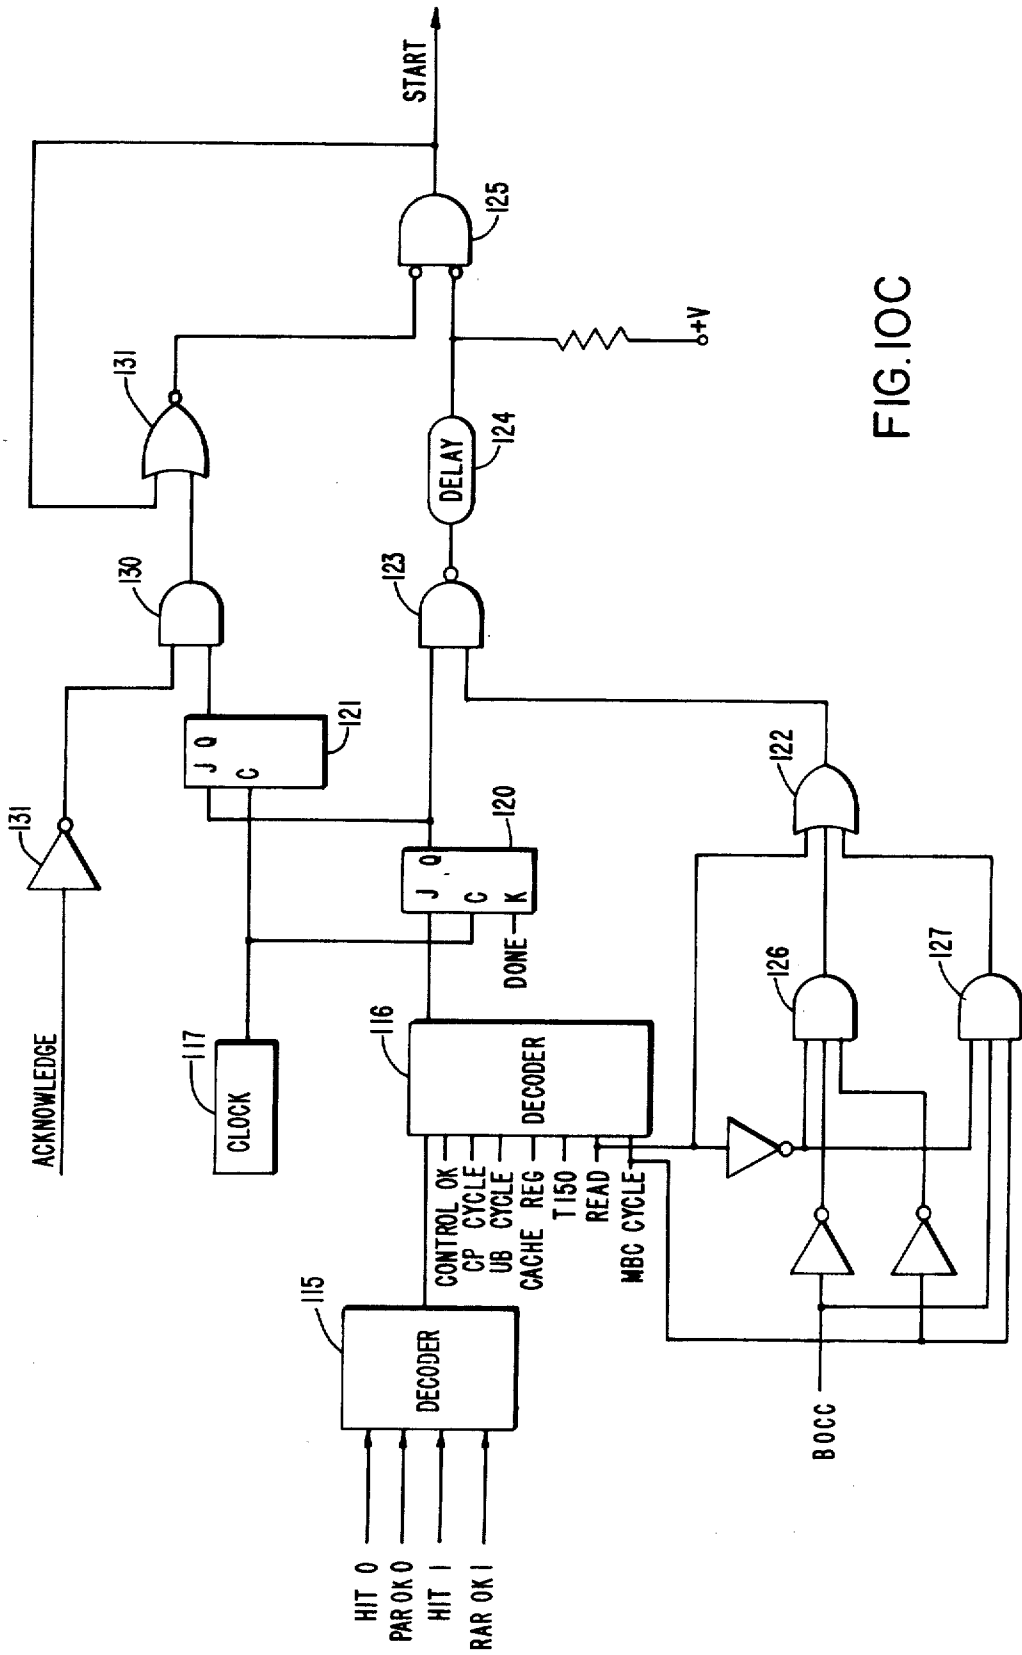 HIT 0
PAR OK 0
HIT 1
RAR OK 1
115
DECODER
CONTROL OK
CP CYCLE
UB CYCLE
CACHE REG
T150
READ
MBC CYCLE
116
DECODER
BOCC
ACKNOWLEDGE
117
CLOCK
DONE
126
127
131
J Q
C
K
120
J Q
C
121
122
130
123
131
DELAY
124
125
START
+V
FIG. 10C